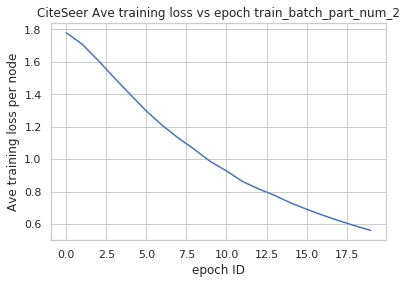 CiteSeer Ave training loss vs epoch train_batch_part_num_2
1.8
1.6
1.4
1.2
1.0
0.8
0.6
Ave training loss per node
0.0 2.5 5.0 7.5 10.0 12.5 15.0 17.5
epoch ID